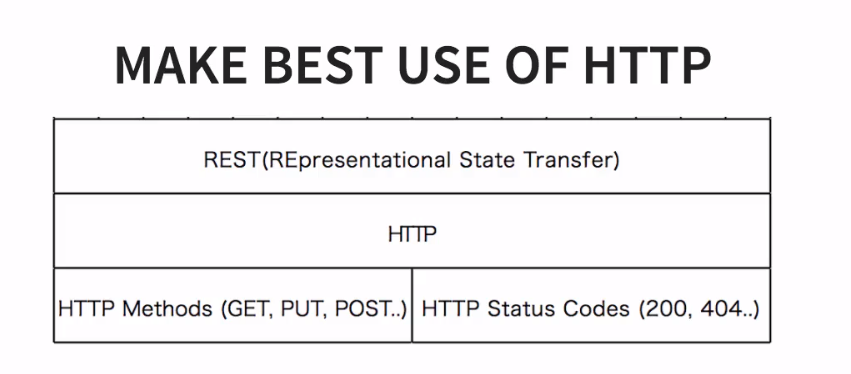 MAKE BEST USE OF HTTP
REST(REpresentational State Transfer)
HTTP
HTTP Methods (GET, PUT, POST..)
HTTP Status Codes (200, 404..)